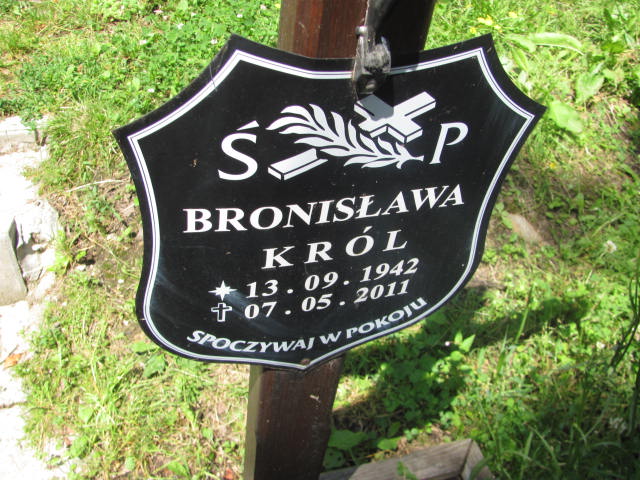 Ś P
BRONISŁAWA
KRÓL
13.09.1942
07.05.2011
SPOCZYWAJ W POKOJU